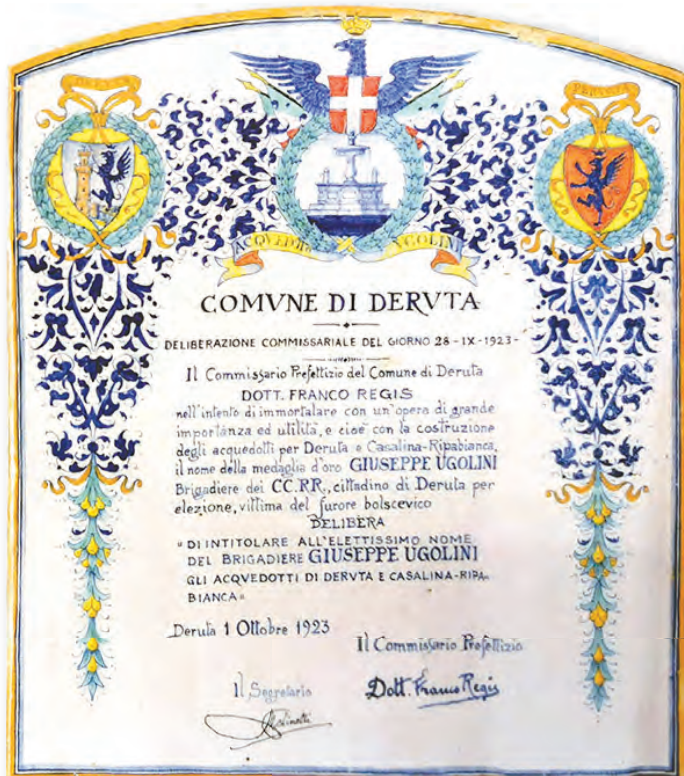 DERVTA
PERVGIA
ACQVEDOTTI VGOLINI
COMVNE DI DERVTA
DELIBERAZIONE COMMISSARIALE DEL GIORNO 28-IX-1923-
Il Commissario Prefettizio del Comune di Deruta
DOTT. FRANCO REGIS
nell'intento di immortalare con un'opera di grande
importanza ed utilità, e cioè con la costruzione
degli acquedotti per Deruta e Casalina-Ripabianca,
il nome della medaglia d'oro GIUSEPPE UGOLINI
Brigadiere dei CC.RR., cittadino di Deruta per
elezione, vittima del furore bolscevico
DELIBERA
"DI INTITOLARE ALL'ELETTISSIMO NOME
DEL BRIGADIERE GIUSEPPE UGOLINI
GLI ACQVEDOTTI DI DERVTA E CASALINA-RIPA-
BIANCA"
Deruta 1 Ottobre 1923
Il Commissario Prefettizio
Il Segretario
Dott. Franco Regis